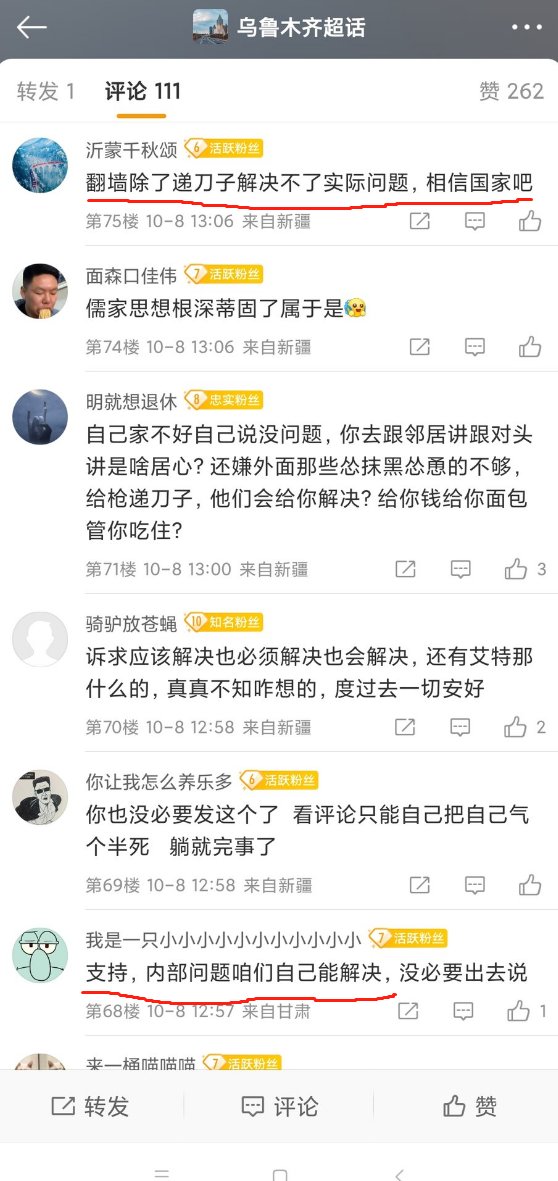 乌鲁木齐超话
转发 1 评论 111 赞 262
沂蒙千秋颂 6 活跃粉丝
翻墙除了递刀子解决不了实际问题，相信国家吧
第75楼 10-8 13:06 来自新疆
面森口佳伟 7 活跃粉丝
儒家思想根深蒂固了属于是
第74楼 10-8 13:06 来自新疆
明就想退休 8 忠实粉丝
自己家不好自己说没问题，你去跟邻居讲跟对头
讲是啥居心？还嫌外面那些怂抹黑怂恿的不够，
给枪递刀子，他们会给你解决？给你钱给你面包
管你吃住？
第71楼 10-8 13:00 来自新疆 3
骑驴放苍蝇 10 知名粉丝
诉求应该解决也必须解决也会解决，还有艾特那
什么的，真真不知咋想的，度过去一切安好
第70楼 10-8 12:58 来自新疆 2
你让我怎么养乐多 6 活跃粉丝
你也没必要发这个了 看评论只能自己把自己气
个半死 躺就完事了
第69楼 10-8 12:58 来自新疆
我是一只小小小小小小小小小小小 7 活跃粉丝
支持，内部问题咱们自己能解决，没必要出去说
第68楼 10-8 12:57 来自甘肃 1
来一桶喵喵喵 7 活跃粉丝
转发 评论 赞